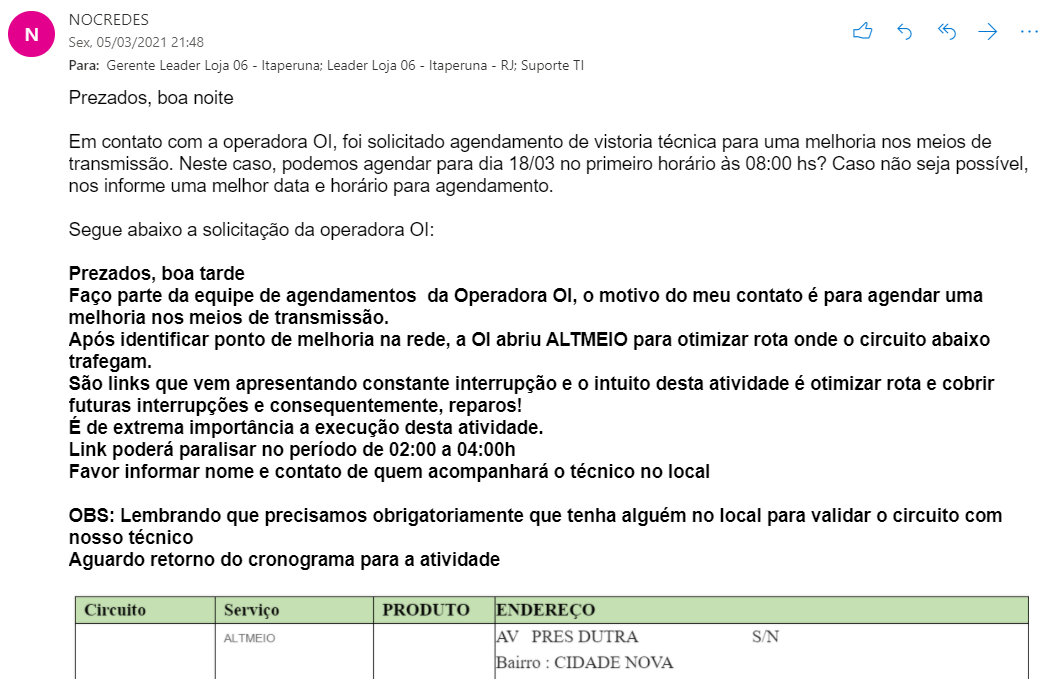 N
NOCREDES
Sex, 05/03/2021 21:48
Para: Gerente Leader Loja 06 - Itaperuna; Leader Loja 06 - Itaperuna - RJ; Suporte TI
Prezados, boa noite
Em contato com a operadora OI, foi solicitado agendamento de vistoria técnica para uma melhoria nos meios de
transmissão. Neste caso, podemos agendar para dia 18/03 no primeiro horário às 08:00 hs? Caso não seja possível,
nos informe uma melhor data e horário para agendamento.
Segue abaixo a solicitação da operadora OI:
Prezados, boa tarde
Faço parte da equipe de agendamentos  da Operadora OI, o motivo do meu contato é para agendar uma
melhoria nos meios de transmissão.
Após identificar ponto de melhoria na rede, a OI abriu ALTMEIO para otimizar rota onde o circuito abaixo
trafegam.
São links que vem apresentando constante interrupção e o intuito desta atividade é otimizar rota e cobrir
futuras interrupções e consequentemente, reparos!
É de extrema importância a execução desta atividade.
Link poderá paralisar no período de 02:00 a 04:00h
Favor informar nome e contato de quem acompanhará o técnico no local
OBS: Lembrando que precisamos obrigatoriamente que tenha alguém no local para validar o circuito com
nosso técnico
Aguardo retorno do cronograma para a atividade
Circuito Serviço PRODUTO ENDEREÇO
ALTMEIO AV PRES DUTRA S/N
Bairro : CIDADE NOVA